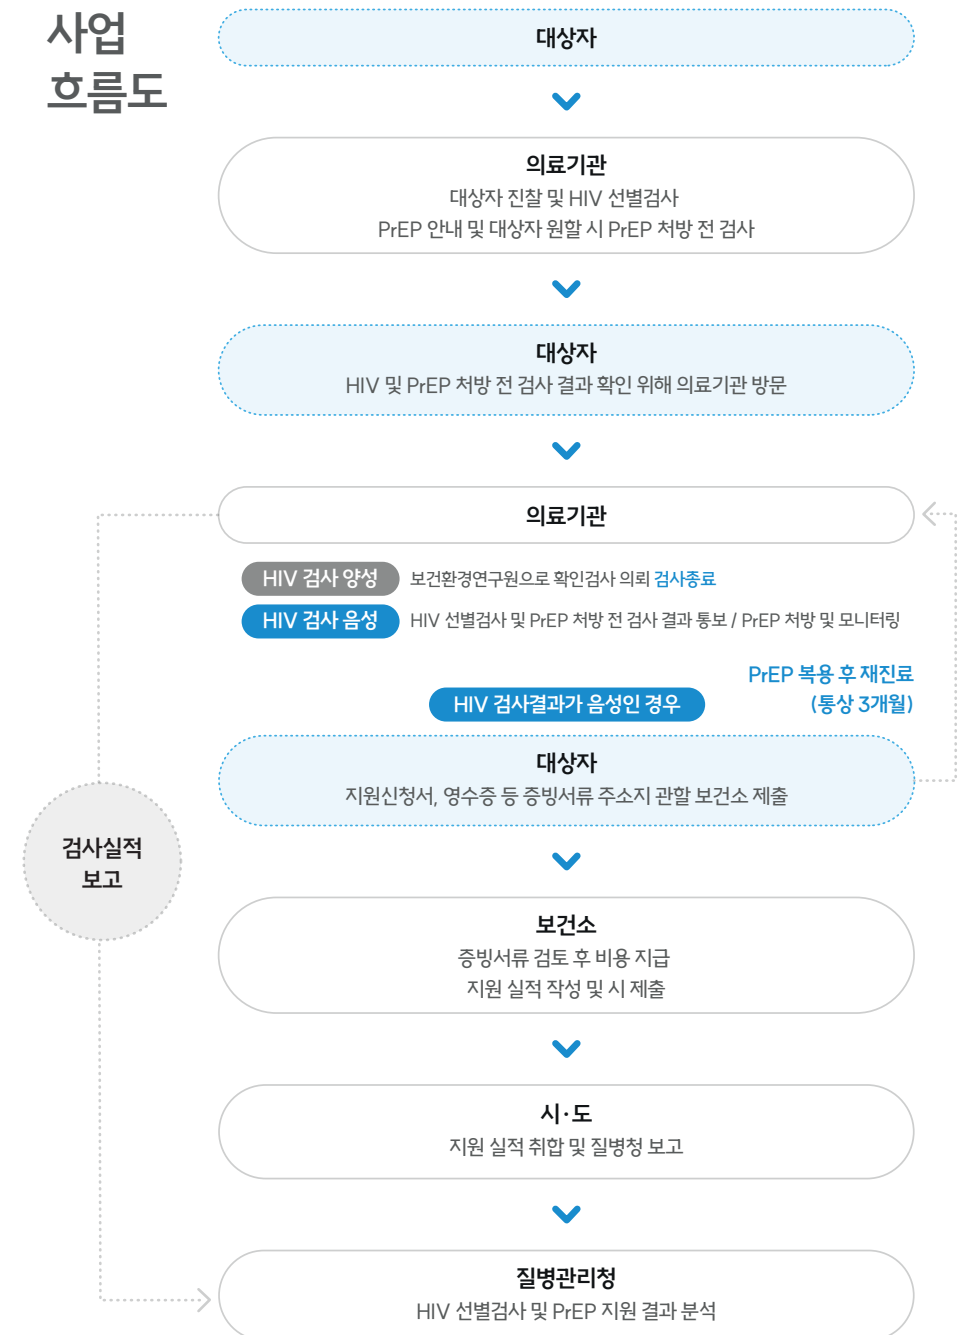 사업
흐름도
대상자
의료기관
대상자 진찰 및 HIV 선별검사
PrEP 안내 및 대상자 원할 시 PrEP 처방 전 검사
대상자
HIV 및 PrEP 처방 전 검사 결과 확인 위해 의료기관 방문
의료기관
HIV 검사 양성 보건환경연구원으로 확인검사 의뢰 검사종료
HIV 검사 음성 HIV 선별검사 및 PrEP 처방 전 검사 결과 통보 / PrEP 처방 및 모니터링
PrEP 복용 후 재진료
(통상 3개월)
HIV 검사결과가 음성인 경우
대상자
지원신청서, 영수증 등 증빙서류 주소지 관할 보건소 제출
검사실적
보고
보건소
증빙서류 검토 후 비용 지급
지원 실적 작성 및 시 제출
시·도
지원 실적 취합 및 질병청 보고
질병관리청
HIV 선별검사 및 PrEP 지원 결과 분석